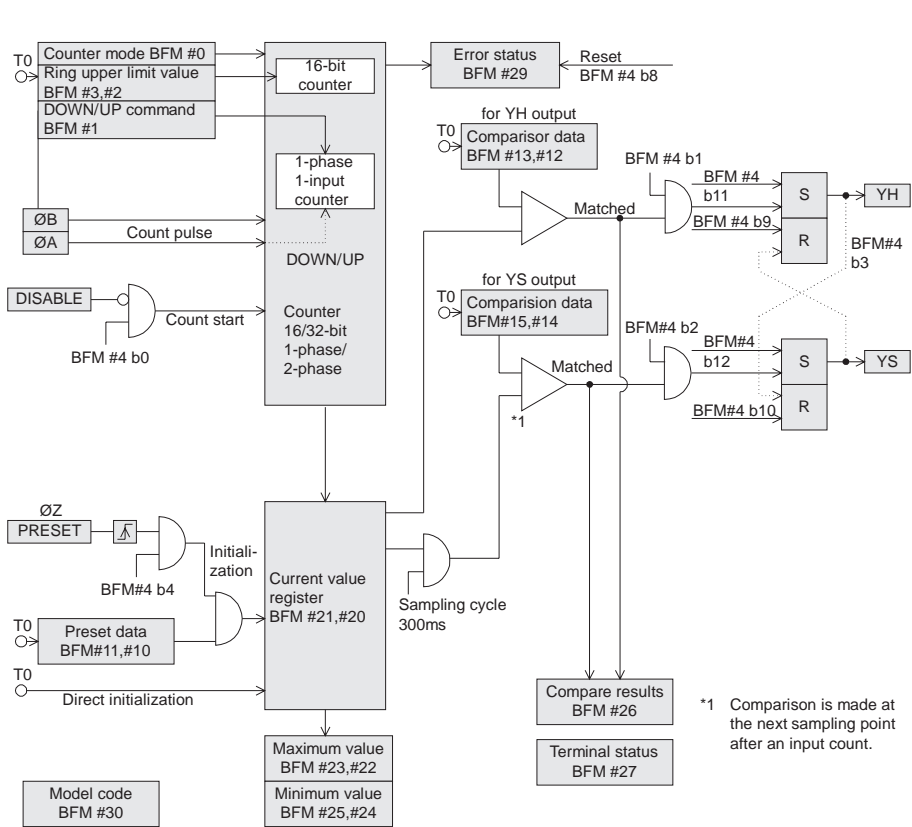 T0
Counter mode BFM #0
Ring upper limit value
BFM #3,#2
DOWN/UP command
BFM #1
16-bit
counter
Error status
BFM #29
Reset
BFM #4 b8
for YH output
T0
Comparisor data
BFM #13,#12
1-phase
1-input
counter
ØB
ØA
Count pulse
DOWN/UP
Matched
BFM #4 b1
BFM #4
b11
BFM #4 b9
S
R
YH
BFM#4
b3
DISABLE
BFM #4 b0
Count start
Counter
16/32-bit
1-phase/
2-phase
for YS output
T0
Comparision data
BFM#15,#14
Matched
*1
BFM#4 b2
BFM#4
b12
BFM#4 b10
S
R
YS
ØZ
PRESET
BFM#4 b4
Initiali-
zation
Current value
register
BFM #21,#20
Sampling cycle
300ms
T0
Preset data
BFM#11,#10
T0
Direct initialization
Compare results
BFM #26
*1 Comparison is made at
the next sampling point
after an input count.
Terminal status
BFM #27
Maximum value
BFM #23,#22
Minimum value
BFM #25,#24
Model code
BFM #30